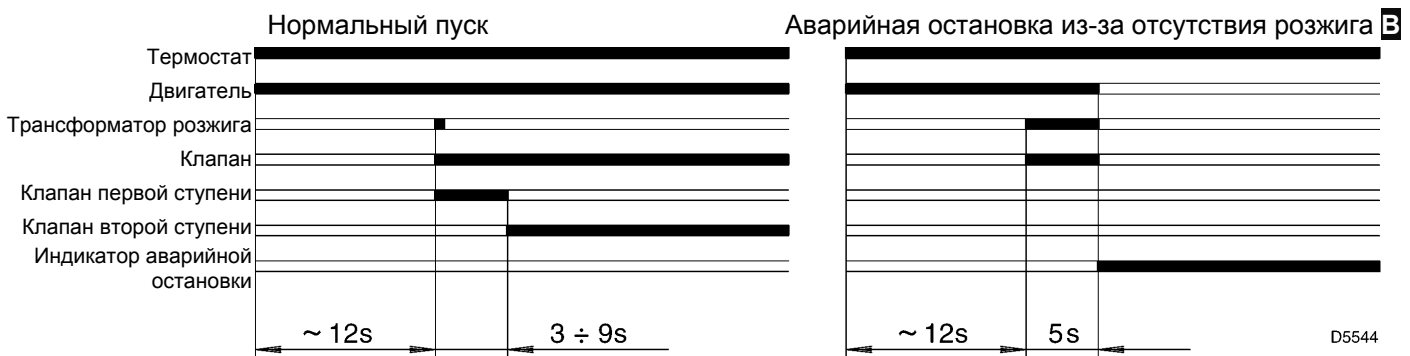 Нормальный пуск
Аварийная остановка из-за отсутствия розжига B
Термостат
Двигатель
Трансформатор розжига
Клапан
Клапан первой ступени
Клапан второй ступени
Индикатор аварийной
остановки
~ 12s
3 ÷ 9s
~ 12s
5s
D5544